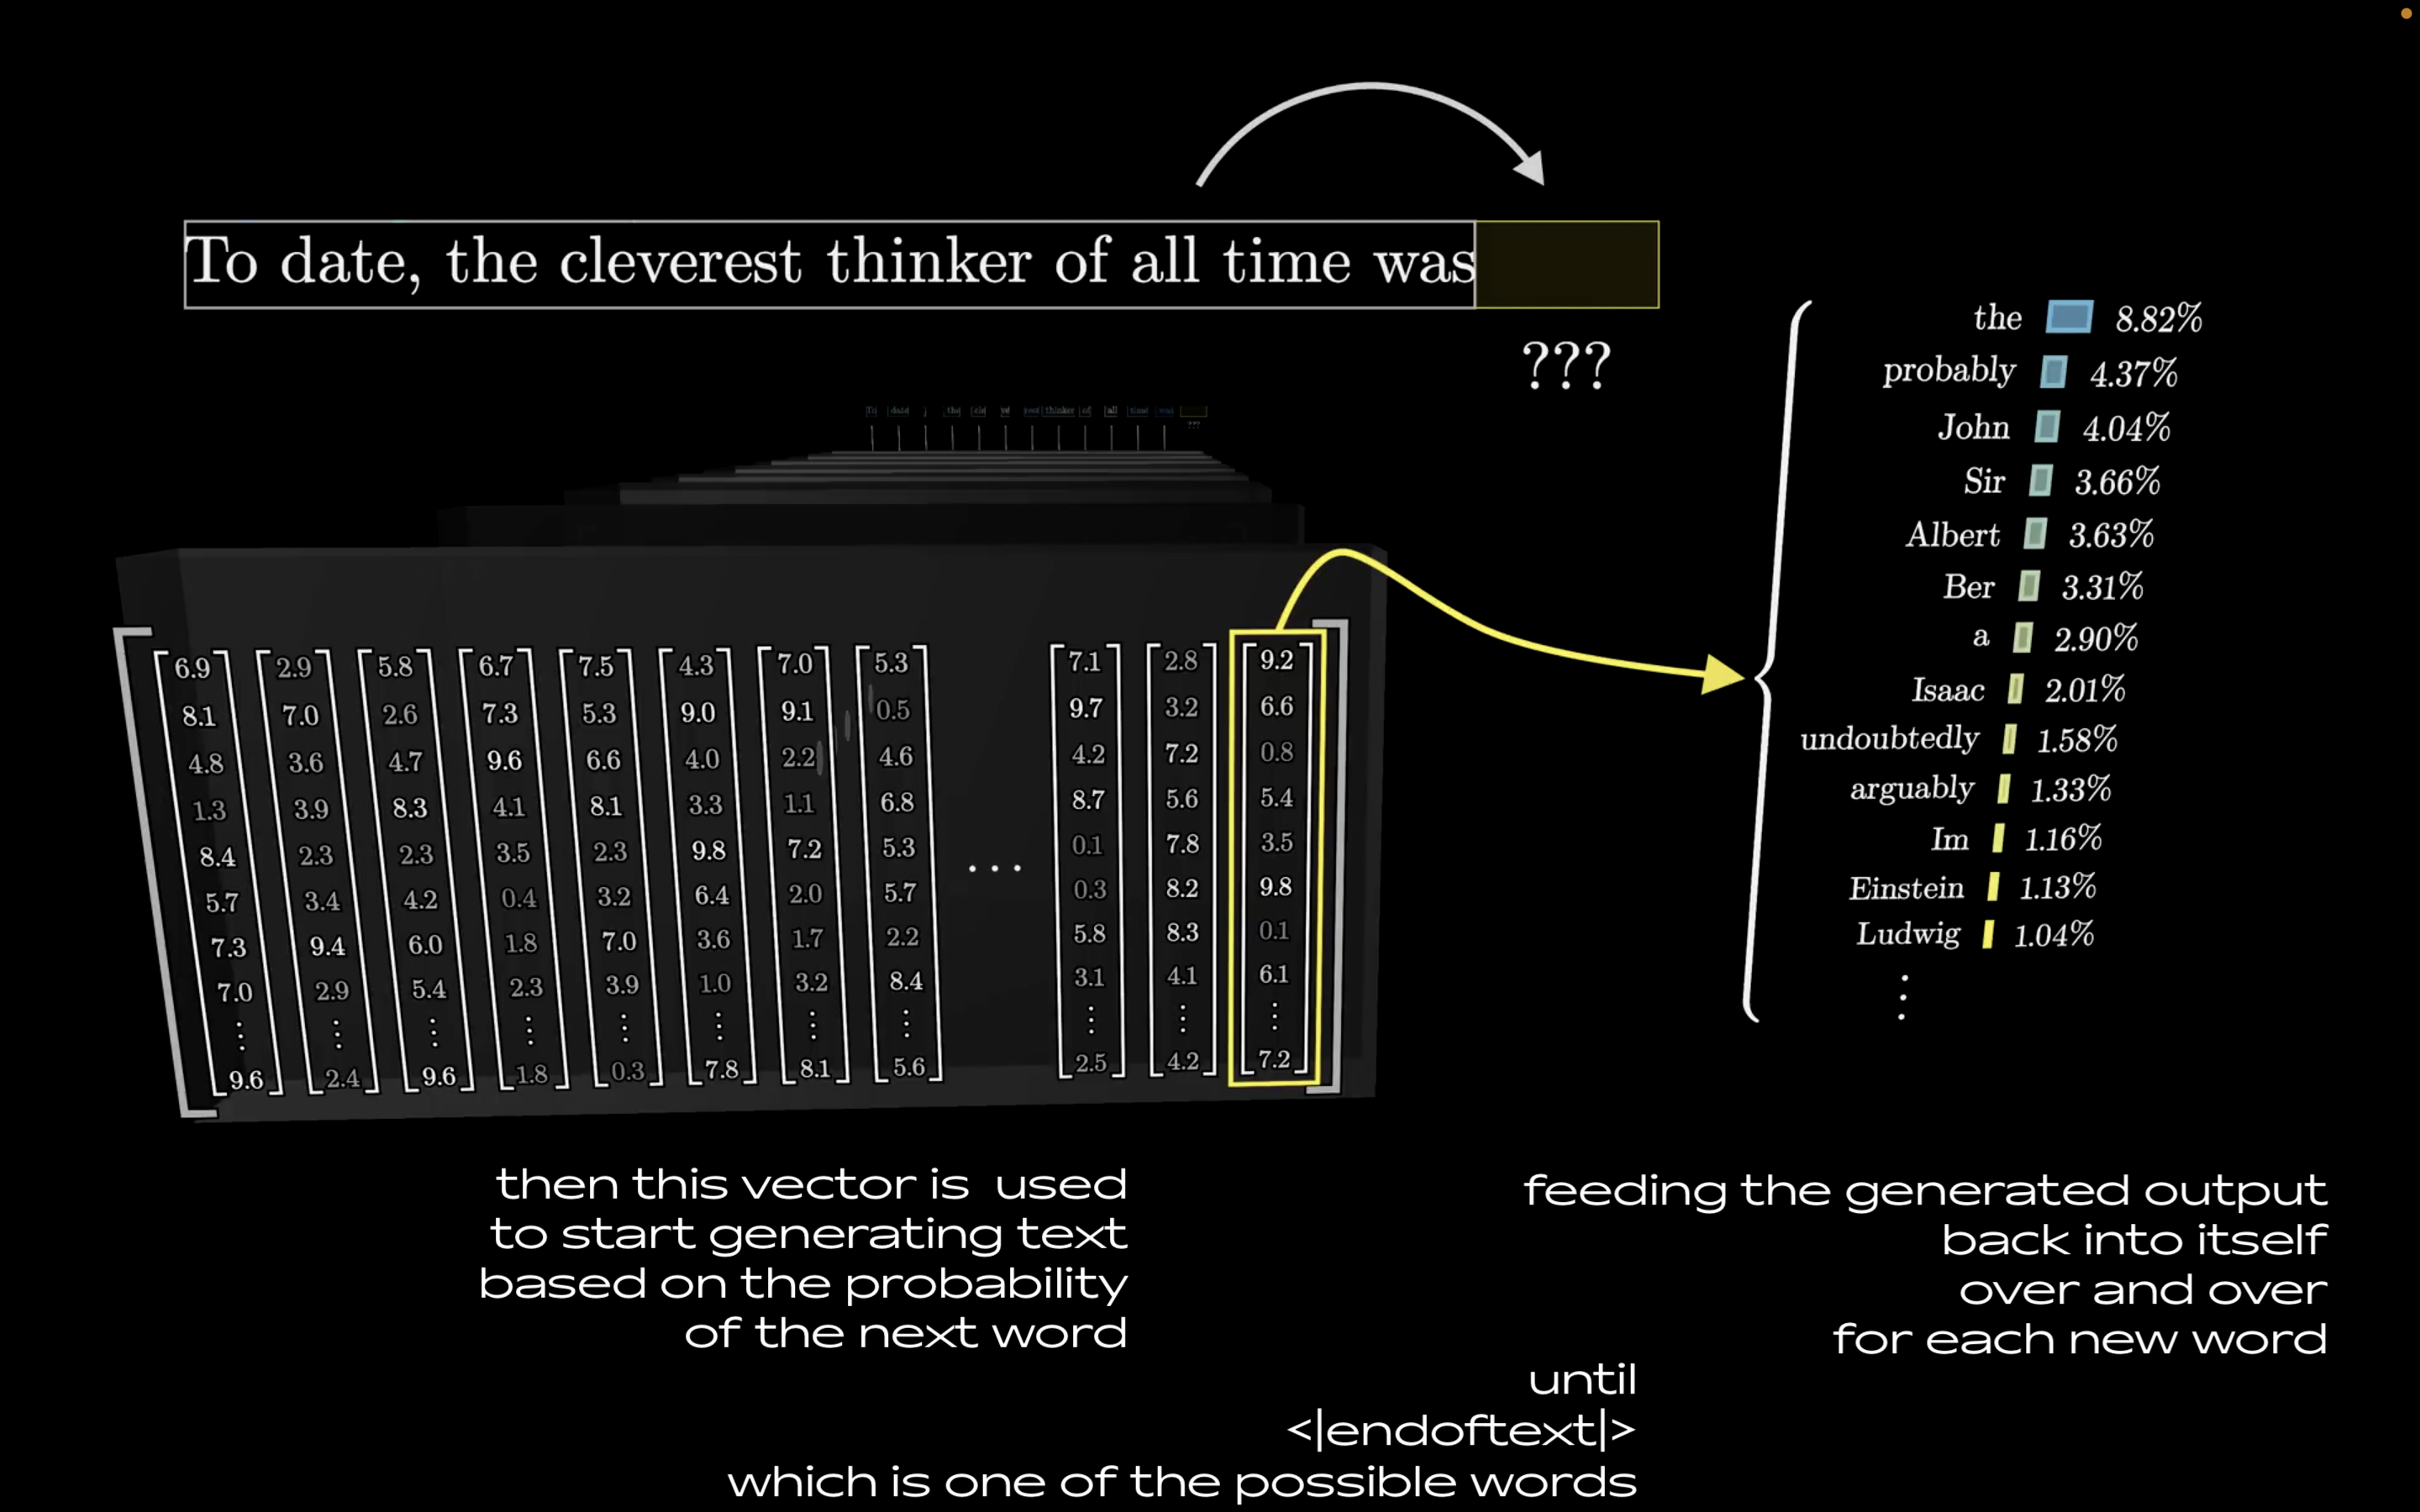 To date, the cleverest thinker of all time was
???
To date , the cle ve rest thinker of all time was
???
the 8.82%
probably 4.37%
John 4.04%
Sir 3.66%
Albert 3.63%
Ber 3.31%
a 2.90%
Isaac 2.01%
undoubtedly 1.58%
arguably 1.33%
Im 1.16%
Einstein 1.13%
Ludwig 1.04%
⋮
6.9 2.9 5.8 6.7 7.5 4.3 7.0 5.3 7.1 2.8 9.2
8.1 7.0 2.6 7.3 5.3 9.0 9.1 0.5 9.7 3.2 6.6
4.8 3.6 4.7 9.6 6.6 4.0 2.2 4.6 4.2 7.2 0.8
1.3 3.9 8.3 4.1 8.1 3.3 1.1 6.8 8.7 5.6 5.4
8.4 2.3 2.3 3.5 2.3 9.8 7.2 5.3 ... 0.1 7.8 3.5
5.7 3.4 4.2 0.4 3.2 6.4 2.0 5.7 0.3 8.2 9.8
7.3 9.4 6.0 1.8 7.0 3.6 1.7 2.2 5.8 8.3 0.1
7.0 2.9 5.4 2.3 3.9 1.0 3.2 8.4 3.1 4.1 6.1
⋮ ⋮ ⋮ ⋮ ⋮ ⋮ ⋮ ⋮ ⋮ ⋮ ⋮
9.6 2.4 9.6 1.8 0.3 7.8 8.1 5.6 2.5 4.2 7.2
then this vector is  used
to start generating text
based on the probability
of the next word
feeding the generated output
back into itself
over and over
for each new word
until
<|endoftext|>
which is one of the possible words